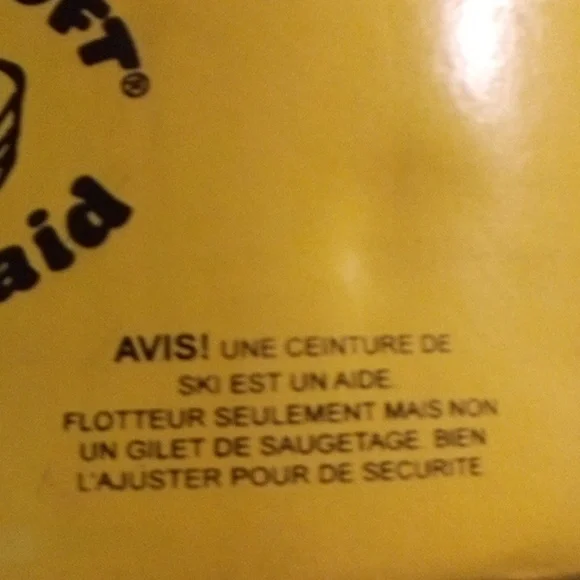 OFT®
aid
AVIS! UNE CEINTURE DE
SKI EST UN AIDE.
FLOTTEUR SEULEMENT MAIS NON
UN GILET DE SAUGETAGE. BIEN
L'AJUSTER POUR DE SECURITE